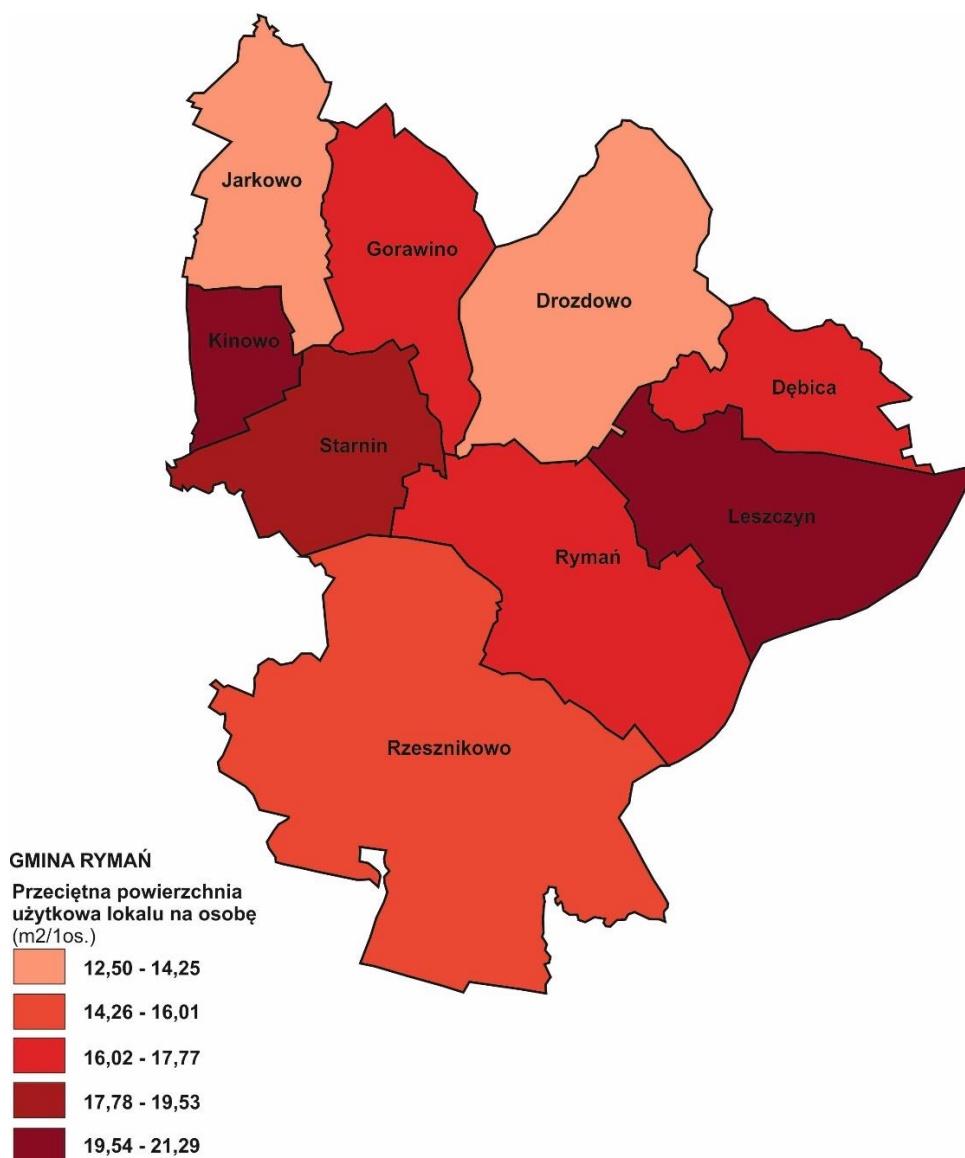 Jarkowo
Gorawino
Drozdowo
Kinowo
Dębica
Starnin
Leszczyn
Rymań
Rzesznikowo
GMINA RYMAŃ
Przeciętna powierzchnia
użytkowa lokalu na osobę
(m2/1os.)
12,50 - 14,25
14,26 - 16,01
16,02 - 17,77
17,78 - 19,53
19,54 - 21,29